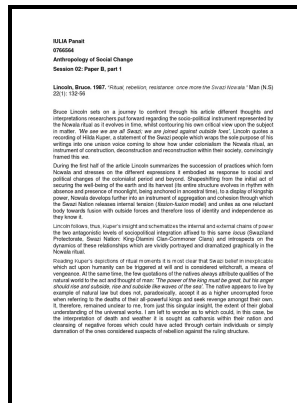 IULIA Panait
0766564
Anthropology of Social Change
Session 02: Paper B, part 1
Lincoln, Bruce. 1987. "Ritual, rebellion, resistance: once more the Swazi Ncwala." Man (N.S)
22(1): 132-56
Bruce Lincoln sets on a journey to confront through his article different thoughts and
interpretations researchers put forward regarding the socio-political instrument represented by
the Ncwala ritual as it evolves in time, whilst contouring his own critical view upon the subject
in matter. 'We see we are all Swazi; we are joined against outside foes', Lincoln quotes a
recording of Hilda Kuper, a statement of the Swazi people which wraps the sole purpose of his
writings into one unison voice coming to show how under colonialism the Nowala ritual, an
instrument of construction, deconstruction and reconstruction within their society, convincingly
framed this we.
During the first half of the article Lincoln summarizes the succession of practices which form
Nowala and stresses on the different expressions it embodied as response to social and
political changes of the colonialist period and beyond. Shapeshifting from the initial act of
securing the well-being of the earth and its harvest (its entire structure evolves in rhythm with
absence and presence of moonlight, being anchored in ancestral time), to a display of kingship
power, Nowala develops further into an instrument of aggregation and cohesion through which
the Swazi Nation releases internal tension (fission-fusion model) and unites as one reluctant
body towards fusion with outside forces and therefore loss of identity and independence as
they knew it.
Lincoln follows, thus, Kuper's insight and schematizes the internal and external chains of power
the two antagonistic levels of sociopolitical integration afflated to this same locus (Swaziland
Protectorate, Swazi Nation: King-Dlamini Clan-Commoner Clans) and introspects on the
dynamics of these relationships which are vividly portrayed and dramatized graphically in the
Nowala ritual.
Reading Kuper's depictions of ritual moments it is most clear that Swazi belief in inexplicable
which act upon humanity can be triggered at will and is considered witchcraft, a means of
vengeance. At the same time, the few quotations of the natives always attribute qualities of the
natural world to the act and thought of man: 'The power of the king must be great, but his anger
should rise and subside, rise and subside like waves of the sea'. The native appears to live by
example of natural law but does not, paradoxically, accept it as a higher uncorrupted force
when referring to the deaths of their all-powerful kings and seek revenge amongst their own.
It, therefore, remained unclear to me, from just this singular insight, the extent of their global
understanding of the universal works. I am left to wonder as to which could, in this case, be
the interpretation of death and weather it is sought as catharsis within their nation and
cleansing of negative forces which could have acted through certain individuals or simply
damnation of the ones considered suspects of rebellion against the ruling structure.